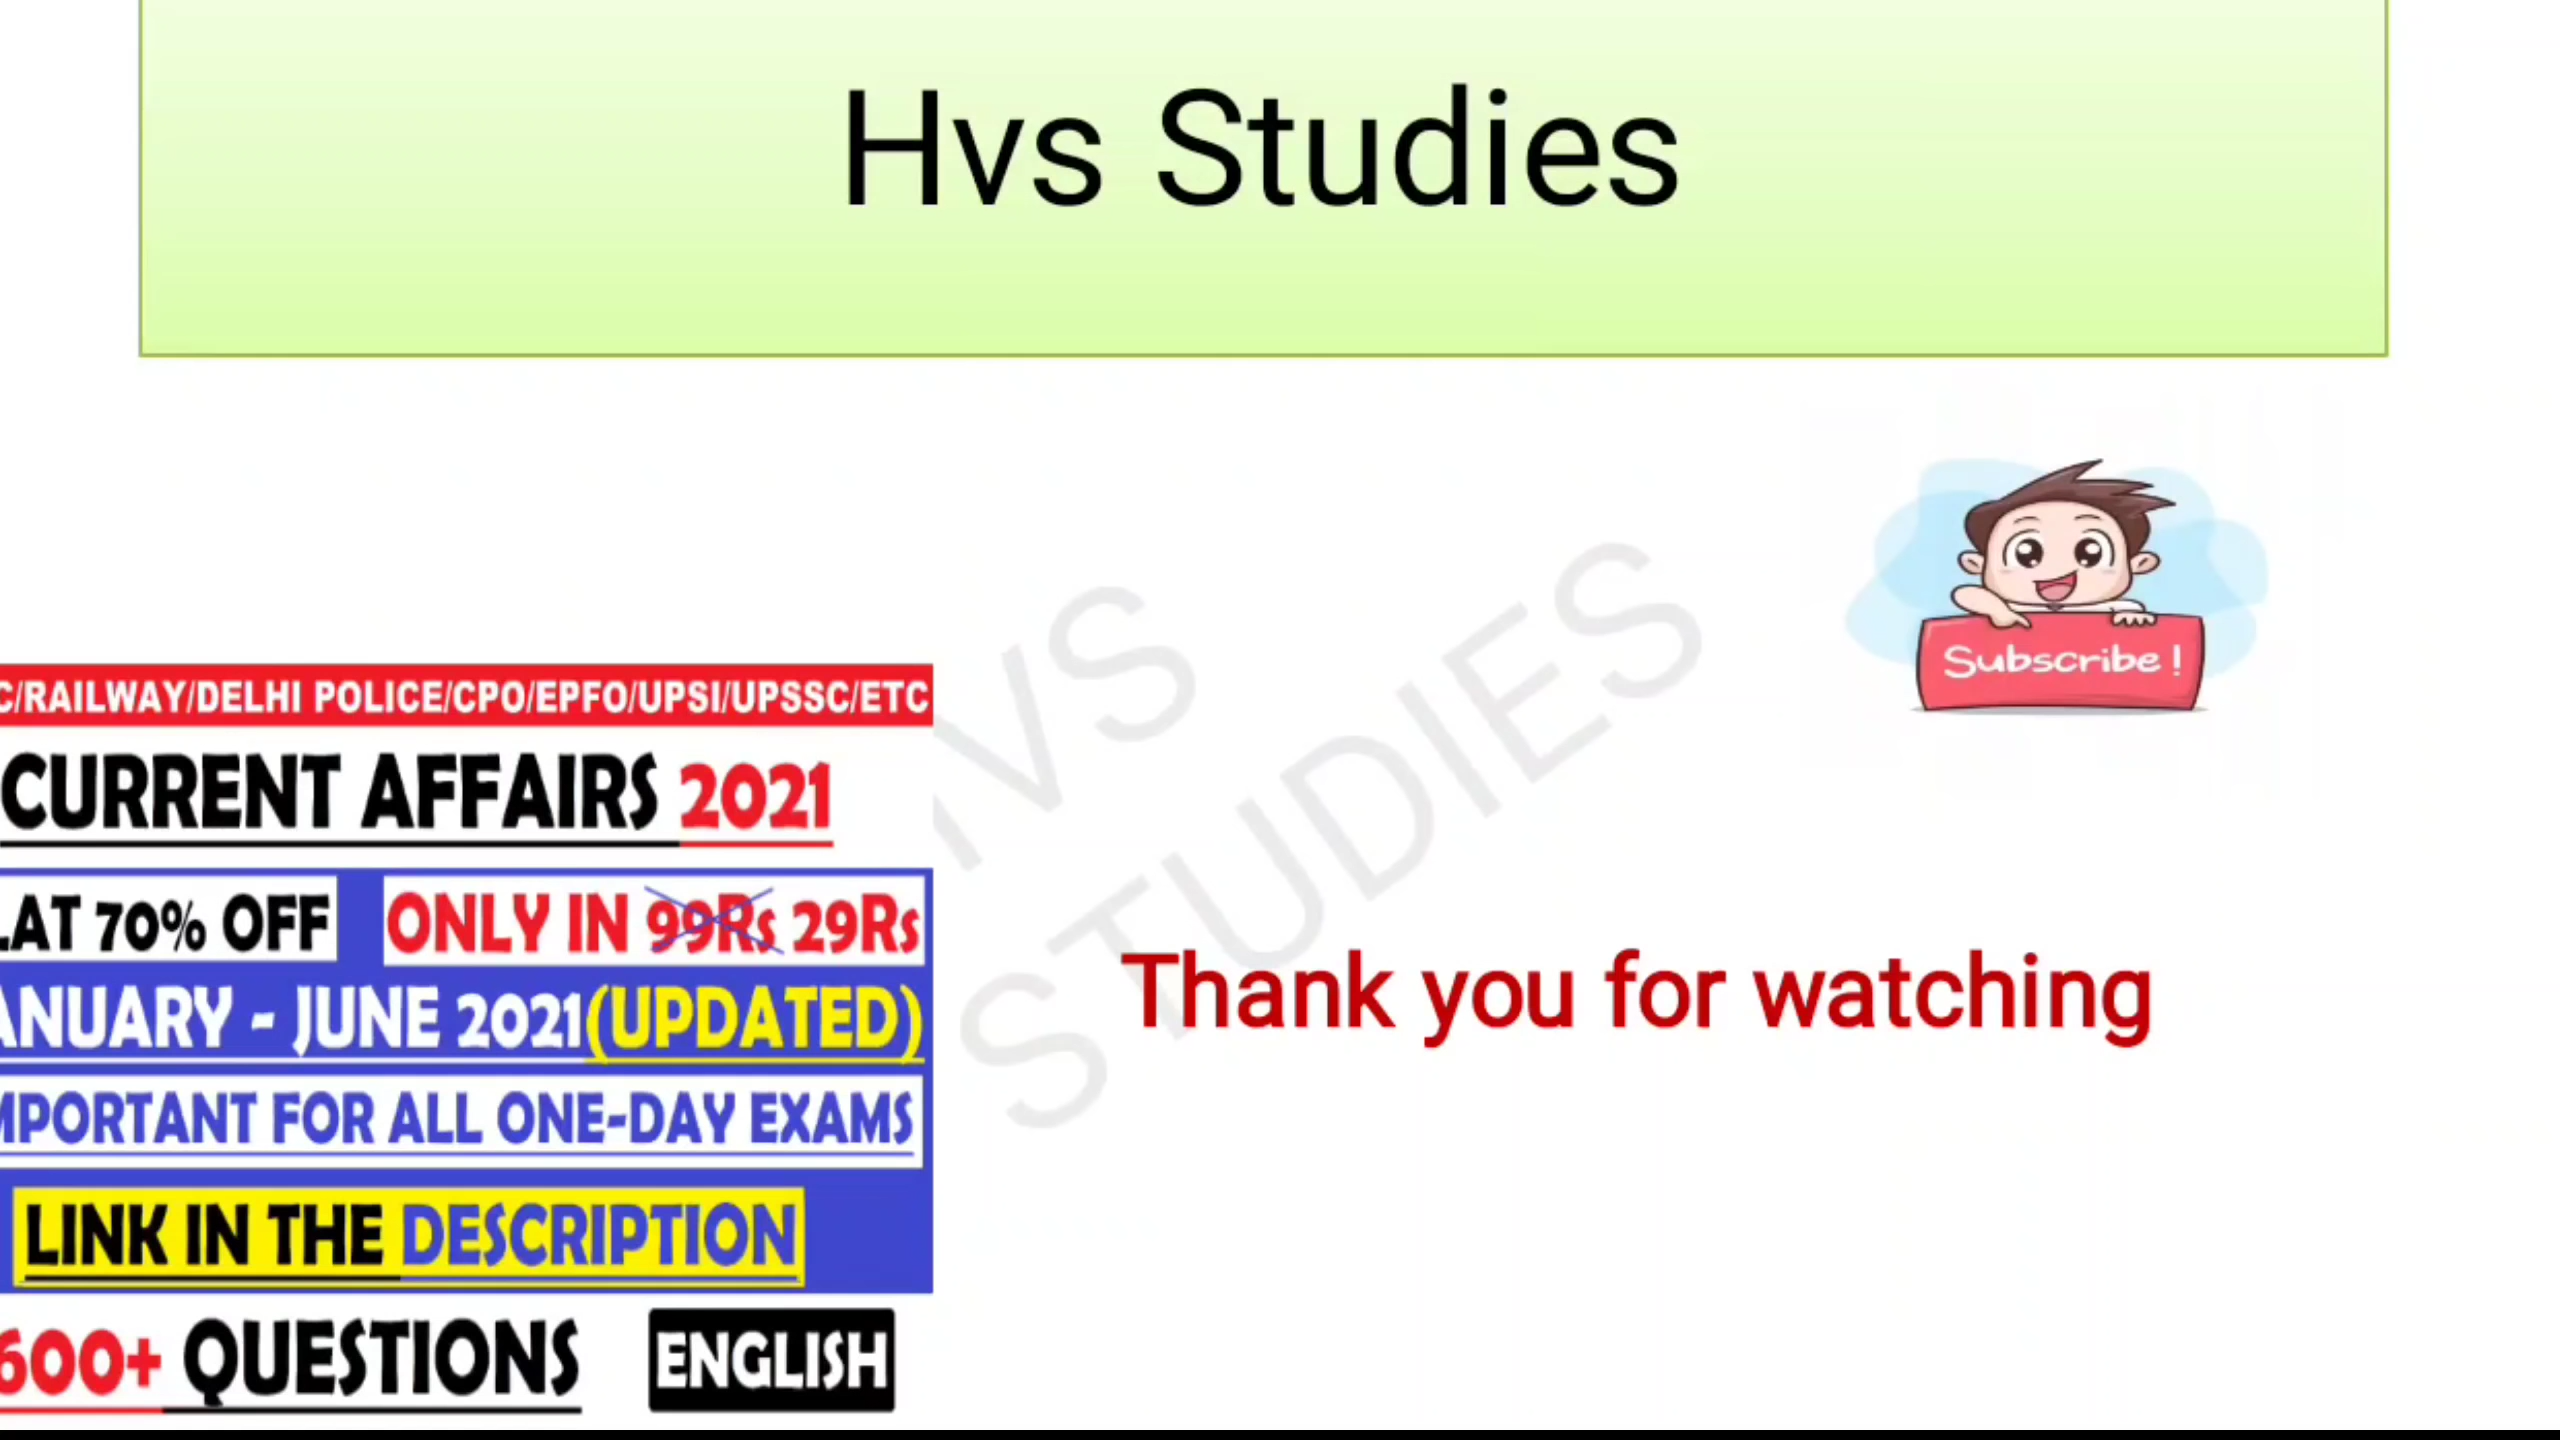 Hvs Studies
Subscribe!
C/RAILWAY/DELHI POLICE/CPO/EPFO/UPSI/UPSSC/ETC
CURRENT AFFAIRS 2021
LAT 70% OFF ONLY IN 99Rs 29Rs
ANUARY - JUNE 2021(UPDATED)
MPORTANT FOR ALL ONE-DAY EXAMS
LINK IN THE DESCRIPTION
600+ QUESTIONS ENGLISH
VS
STUDIES
Thank you for watching